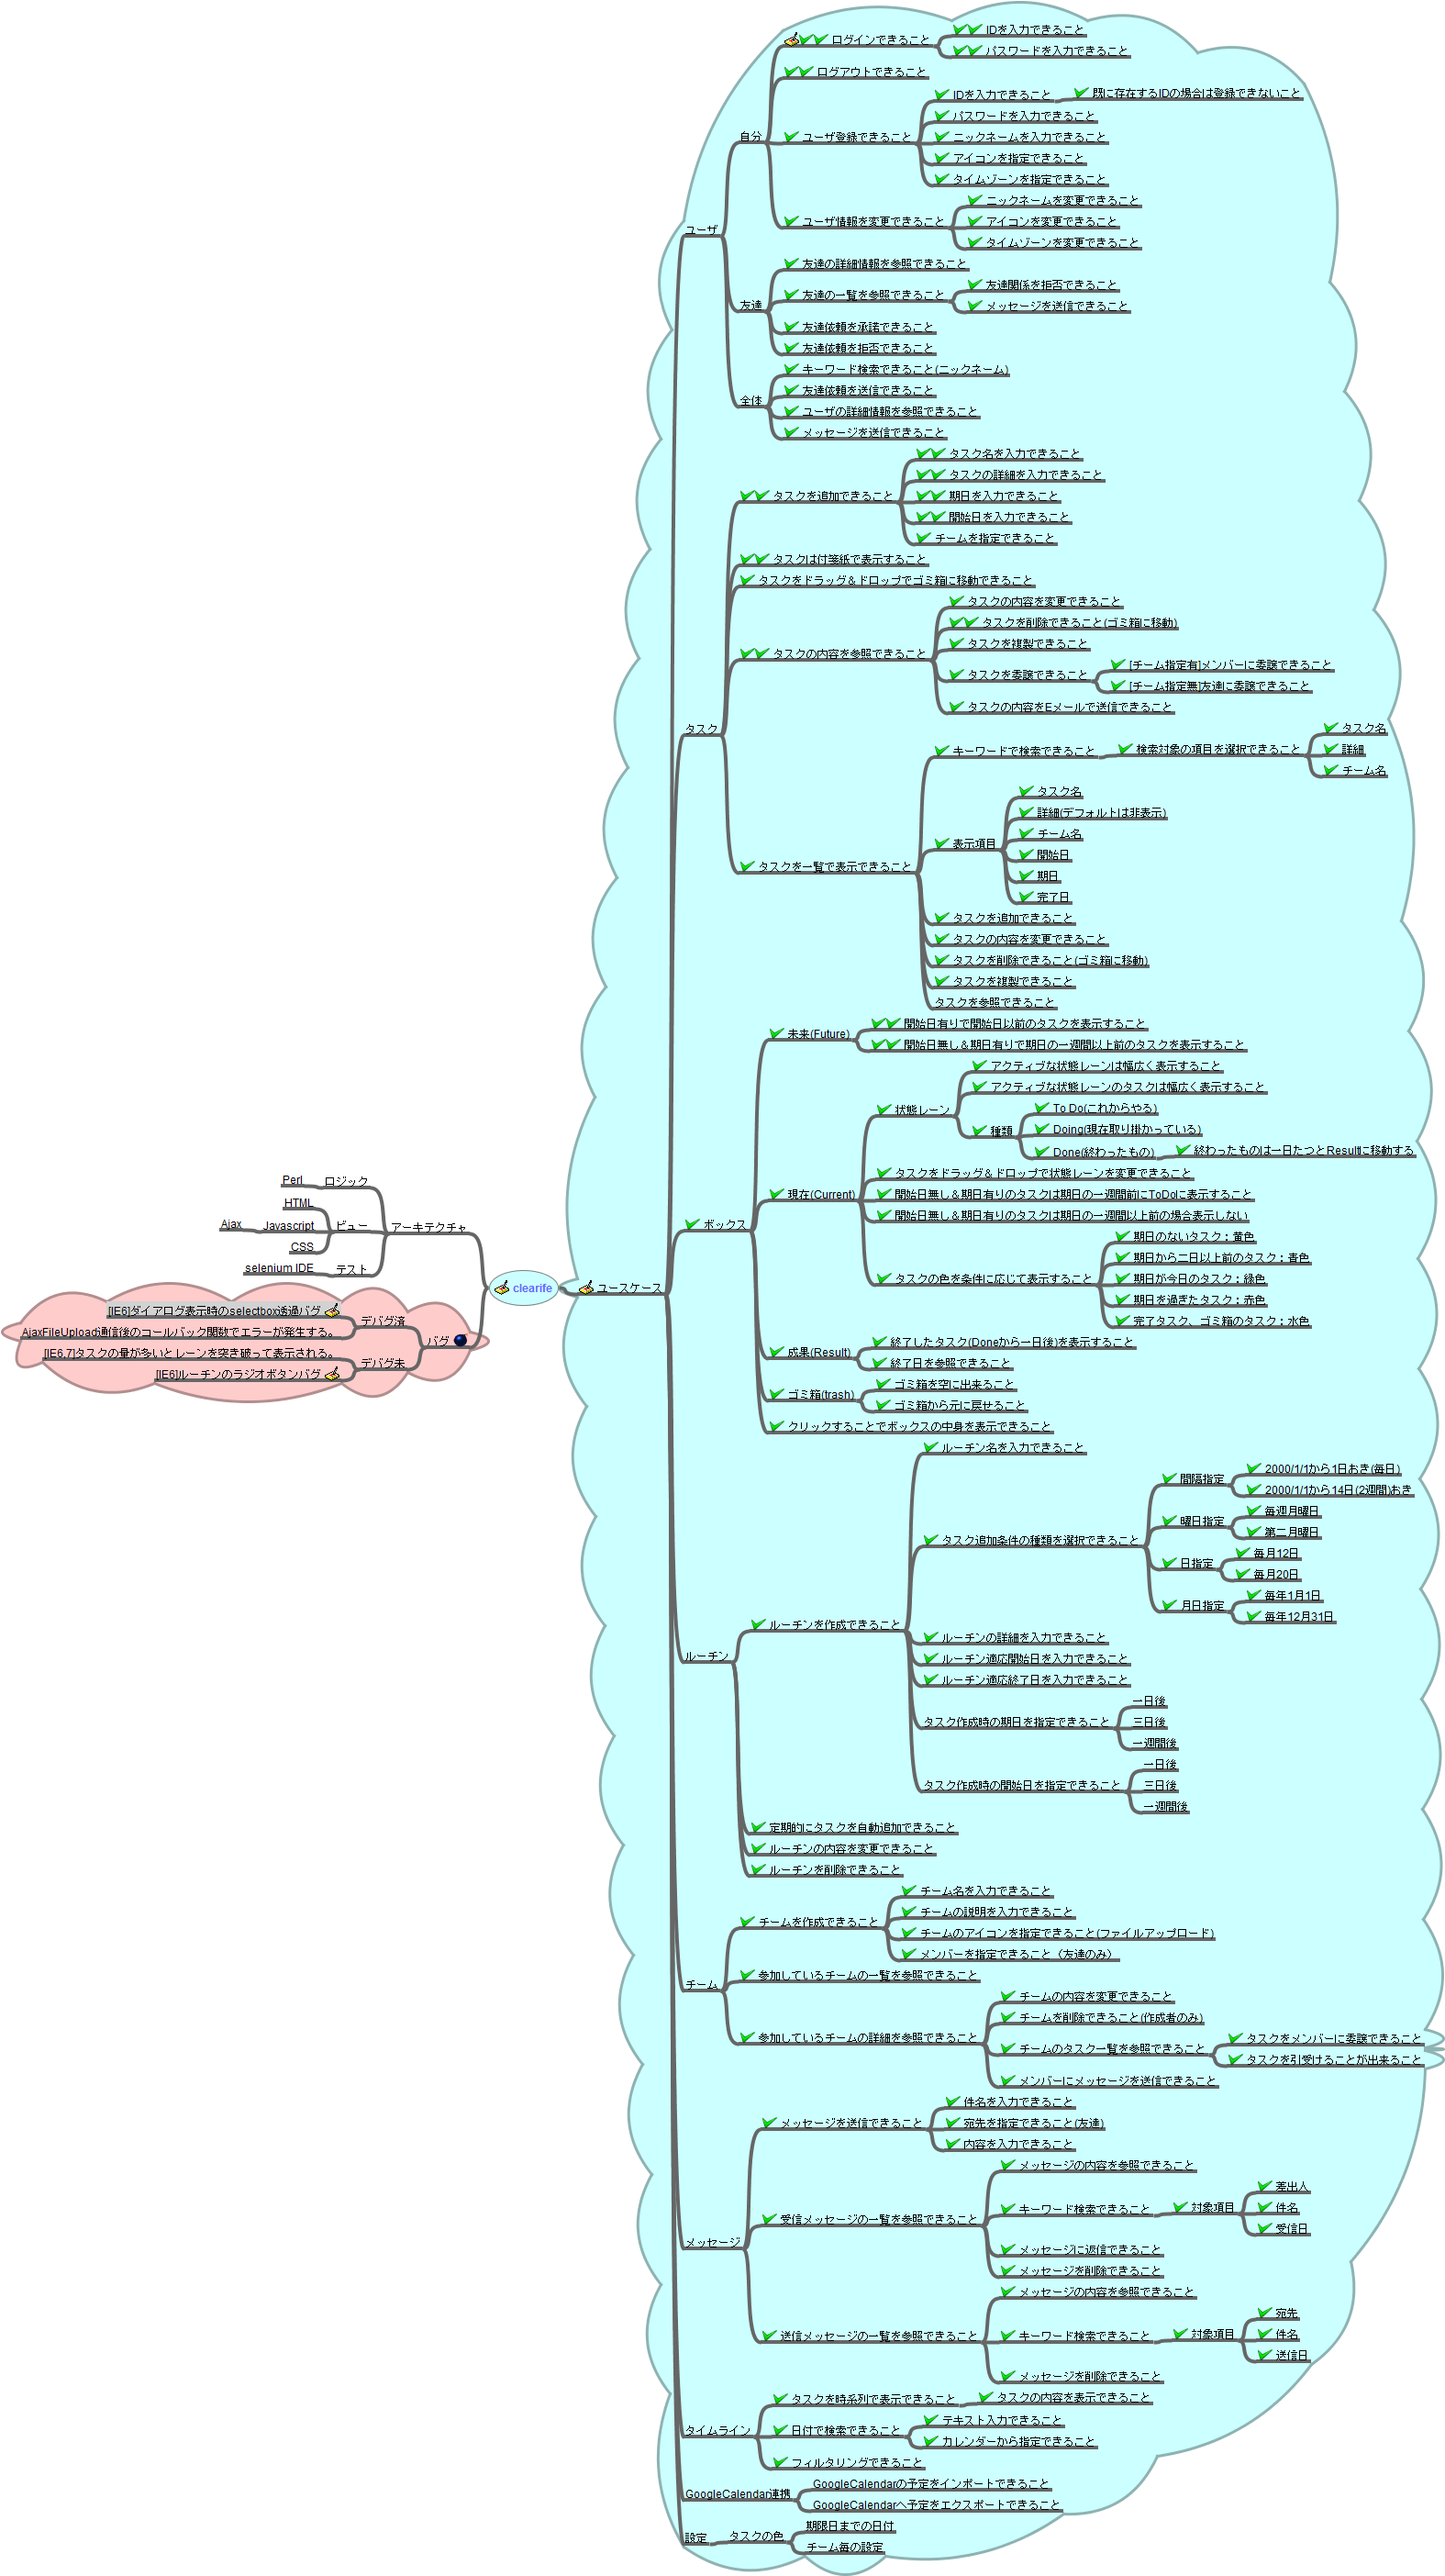 clearife
アーキテクチャ
ロジック
Perl
ビュー
HTML
Javascript
Ajax
CSS
テスト
selenium IDE
バグ
デバグ済
[IE6]ダイアログ表示時のselectbox透過バグ
AjaxFileUpload通信後のコールバック関数でエラーが発生する。
デバグ未
[IE6,7]タスクの量が多いとレーンを突き破って表示される。
[IE6]ルーチンのラジオボタンバグ
ユースケース
ユーザ
自分
ログインできること
IDを入力できること
パスワードを入力できること
ログアウトできること
ユーザ登録できること
IDを入力できること
既に存在するIDの場合は登録できないこと
パスワードを入力できること
ニックネームを入力できること
アイコンを指定できること
タイムゾーンを指定できること
ユーザ情報を変更できること
ニックネームを変更できること
アイコンを変更できること
タイムゾーンを変更できること
友達
友達の詳細情報を参照できること
友達の一覧を参照できること
友達関係を拒否できること
メッセージを送信できること
友達依頼を承諾できること
友達依頼を拒否できること
全体
キーワード検索できること(ニックネーム)
友達依頼を送信できること
ユーザの詳細情報を参照できること
メッセージを送信できること
タスク
タスクを追加できること
タスク名を入力できること
タスクの詳細を入力できること
期日を入力できること
開始日を入力できること
チームを指定できること
タスクは付箋紙で表示すること
タスクをドラッグ＆ドロップでゴミ箱に移動できること
タスクの内容を参照できること
タスクの内容を変更できること
タスクを削除できること(ゴミ箱に移動)
タスクを複製できること
タスクを委譲できること
[チーム指定有]メンバーに委譲できること
[チーム指定無]友達に委譲できること
タスクの内容をEメールで送信できること
タスクを一覧で表示できること
キーワードで検索できること
検索対象の項目を選択できること
タスク名
詳細
チーム名
表示項目
タスク名
詳細(デフォルトは非表示)
チーム名
開始日
期日
完了日
タスクを追加できること
タスクの内容を変更できること
タスクを削除できること(ゴミ箱に移動)
タスクを複製できること
タスクを参照できること
ボックス
未来(Future)
開始日有りで開始日以前のタスクを表示すること
開始日無し＆期日有りで期日の一週間以上前のタスクを表示すること
現在(Current)
状態レーン
アクティブな状態レーンは幅広く表示すること
アクティブな状態レーンのタスクは幅広く表示すること
種類
To Do(これからやる)
Doing(現在取り掛かっている)
Done(終わったもの)
終わったものは一日たつとResultに移動する
タスクをドラッグ＆ドロップで状態レーンを変更できること
開始日無し＆期日有りのタスクは期日の一週間前にToDoに表示すること
開始日無し＆期日有りのタスクは期日の一週間以上前の場合表示しない
タスクの色を条件に応じて表示すること
期日のないタスク：黄色
期日から二日以上前のタスク：青色
期日が今日のタスク：緑色
期日を過ぎたタスク：赤色
完了タスク、ゴミ箱のタスク：水色
成果(Result)
終了したタスク(Doneから一日後)を表示すること
終了日を参照できること
ゴミ箱(trash)
ゴミ箱を空に出来ること
ゴミ箱から元に戻せること
クリックすることでボックスの中身を表示できること
ルーチン
ルーチンを作成できること
ルーチン名を入力できること
タスク追加条件の種類を選択できること
間隔指定
2000/1/1から1日おき(毎日)
2000/1/1から14日(2週間)おき
曜日指定
毎週月曜日
第二月曜日
日指定
毎月12日
毎月20日
月日指定
毎年1月1日
毎年12月31日
ルーチンの詳細を入力できること
ルーチン適応開始日を入力できること
ルーチン適応終了日を入力できること
タスク作成時の期日を指定できること
一日後
三日後
一週間後
タスク作成時の開始日を指定できること
一日後
三日後
一週間後
定期的にタスクを自動追加できること
ルーチンの内容を変更できること
ルーチンを削除できること
チーム
チームを作成できること
チーム名を入力できること
チームの説明を入力できること
チームのアイコンを指定できること(ファイルアップロード)
メンバーを指定できること（友達のみ）
参加しているチームの一覧を参照できること
参加しているチームの詳細を参照できること
チームの内容を変更できること
チームを削除できること(作成者のみ)
チームのタスク一覧を参照できること
タスクをメンバーに委譲できること
タスクを引受けることが出来ること
メンバーにメッセージを送信できること
メッセージ
メッセージを送信できること
件名を入力できること
宛先を指定できること(友達)
内容を入力できること
受信メッセージの一覧を参照できること
メッセージの内容を参照できること
キーワード検索できること
対象項目
差出人
件名
受信日
メッセージに返信できること
メッセージを削除できること
送信メッセージの一覧を参照できること
メッセージの内容を参照できること
キーワード検索できること
対象項目
宛先
件名
送信日
メッセージを削除できること
タイムライン
タスクを時系列で表示できること
タスクの内容を表示できること
日付で検索できること
テキスト入力できること
カレンダーから指定できること
フィルタリングできること
GoogleCalendar連携
GoogleCalendarの予定をインポートできること
GoogleCalendarへ予定をエクスポートできること
設定
タスクの色
期限日までの日付
チーム毎の設定